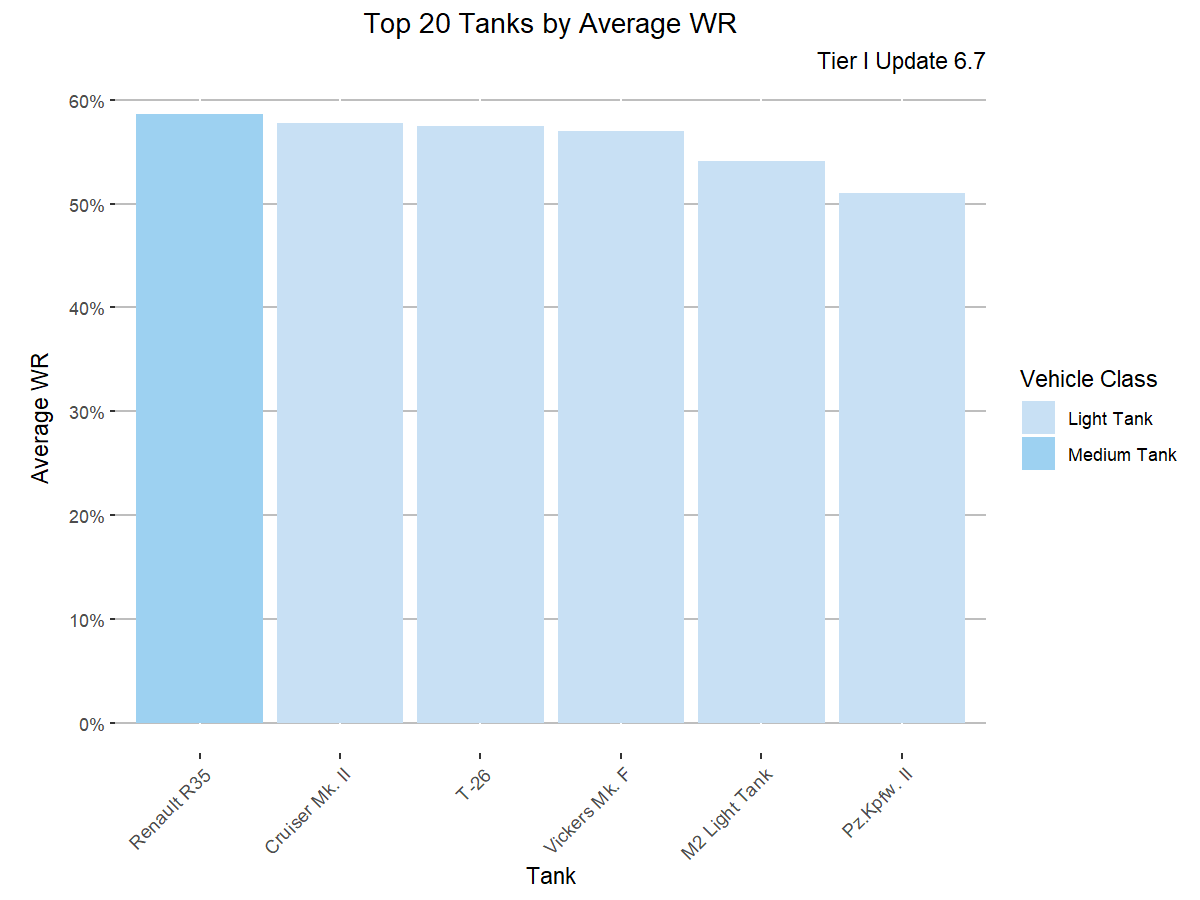 Top 20 Tanks by Average WR
Tier I Update 6.7
60%
50%
40%
30%
20%
10%
0%
Average WR
Renault R35
Cruiser Mk. II
T-26
Vickers Mk. F
M2 Light Tank
Pz.Kpfw. II
Tank
Vehicle Class
Light Tank
Medium Tank